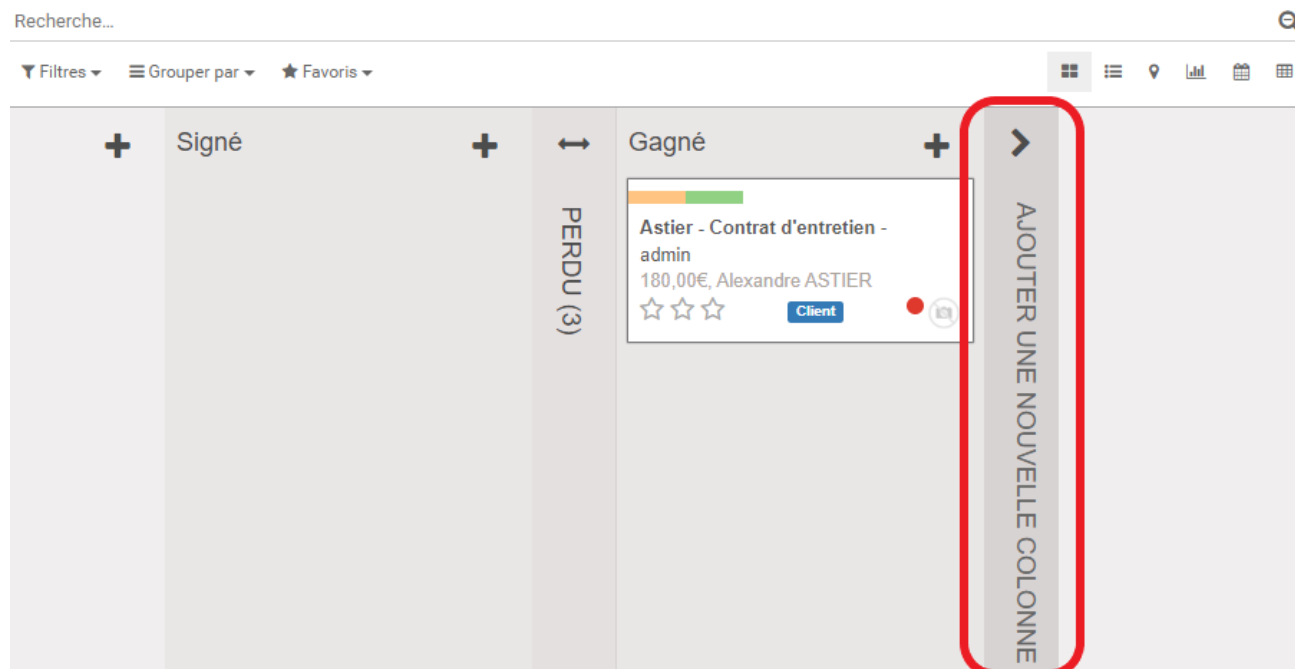 Recherche...
Filtres Grouper par Favoris
Signé
PERDU (3)
Gagné
Astier - Contrat d'entretien -
admin
180,00€, Alexandre ASTIER
Client
AJOUTER UNE NOUVELLE COLONNE